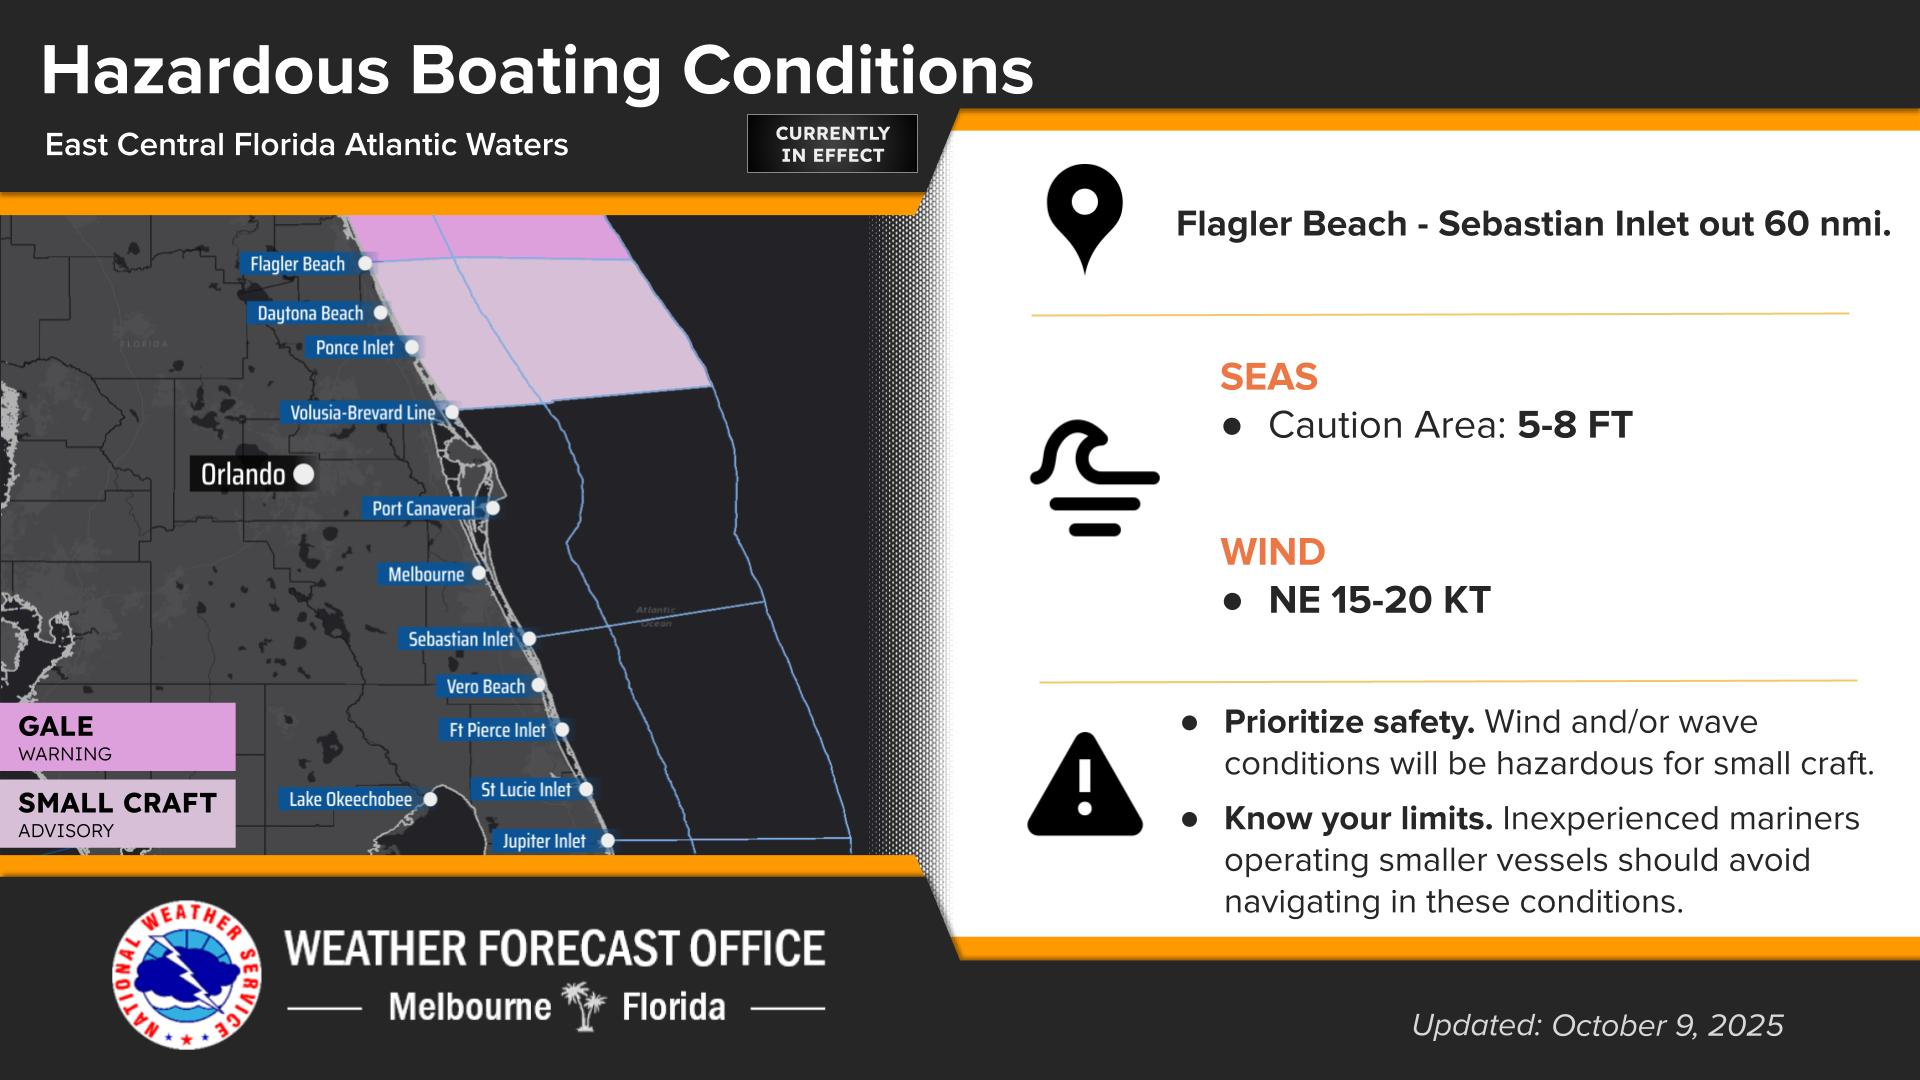 Hazardous Boating Conditions
East Central Florida Atlantic Waters
CURRENTLY
IN EFFECT
Flagler Beach
Daytona Beach
FLORIDA
Ponce Inlet
Volusia-Brevard Line
Orlando
Port Canaveral
Melbourne
Atlantic
Ocean
Sebastian Inlet
Vero Beach
Ft Pierce Inlet
St Lucie Inlet
Lake Okeechobee
Jupiter Inlet
GALE
WARNING
SMALL CRAFT
ADVISORY
Flagler Beach - Sebastian Inlet out 60 nmi.
SEAS
● Caution Area: 5-8 FT
WIND
● NE 15-20 KT
● Prioritize safety. Wind and/or wave
conditions will be hazardous for small craft.
● Know your limits. Inexperienced mariners
operating smaller vessels should avoid
navigating in these conditions.
NATIONAL WEATHER SERVICE
WEATHER FORECAST OFFICE
Melbourne Florida
Updated: October 9, 2025